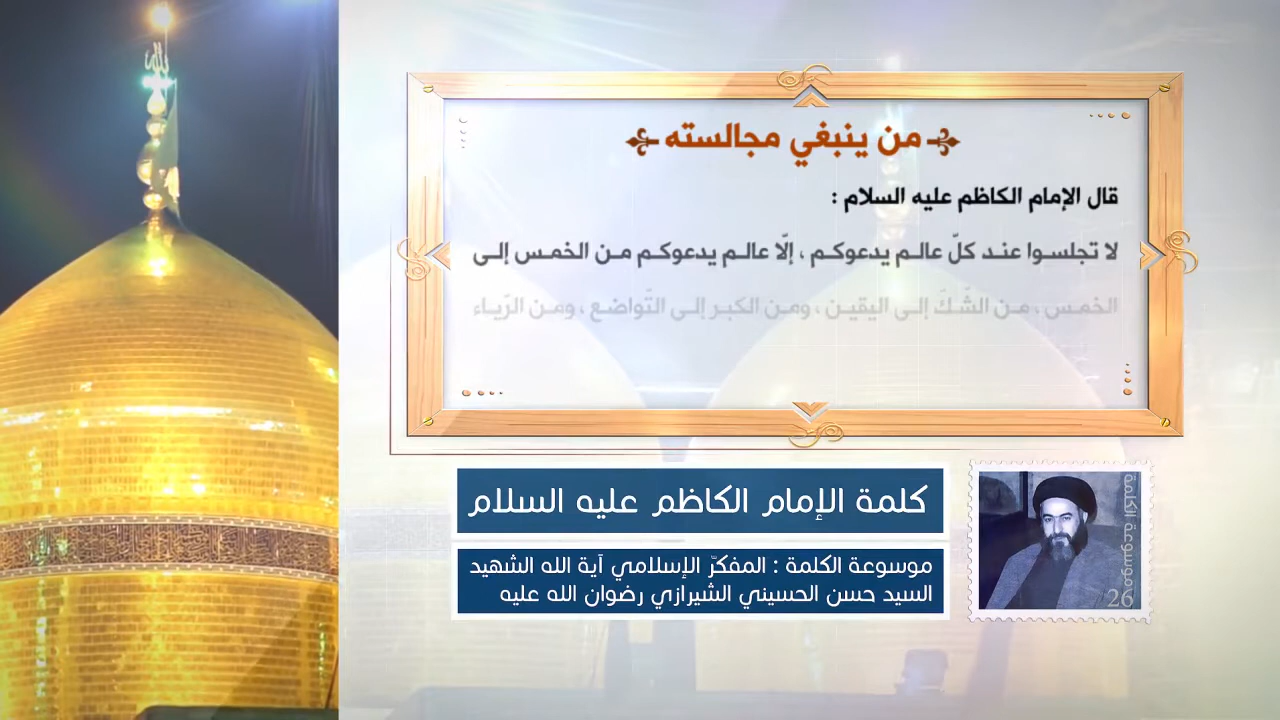 من ينبغي مجالسته
قال الإمام الكاظم عليه السلام :
لا تجلسوا عند كلّ عالم يدعوكم ، إلّا عالم يدعوكم من الخمس إلى
الخمس ، من الشّكّ إلى اليقين ، ومن الكبر إلى التّواضع ، ومن الرّياء
كلمة الإمام الكاظم عليه السلام
موسوعة الكلمة : المفكرّ الإسلامي آية الله الشهيد
السيد حسن الحسيني الشيرازي رضوان الله عليه
موسوعة الكلمة
26